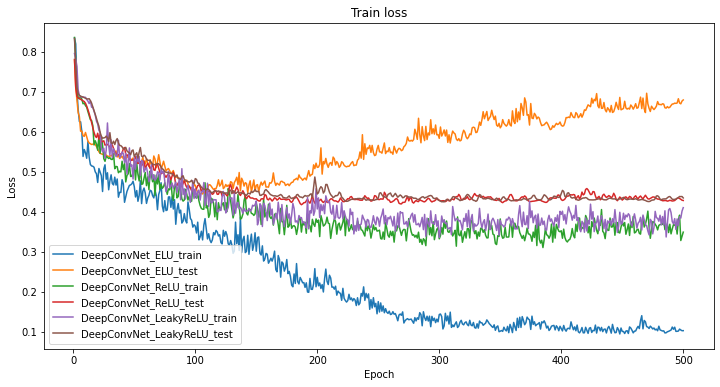 Train loss
Loss
0.8
0.7
0.6
0.5
0.4
0.3
0.2
0.1
DeepConvNet_ELU_train
DeepConvNet_ELU_test
DeepConvNet_ReLU_train
DeepConvNet_ReLU_test
DeepConvNet_LeakyReLU_train
DeepConvNet_LeakyReLU_test
0
100
200
300
400
500
Epoch